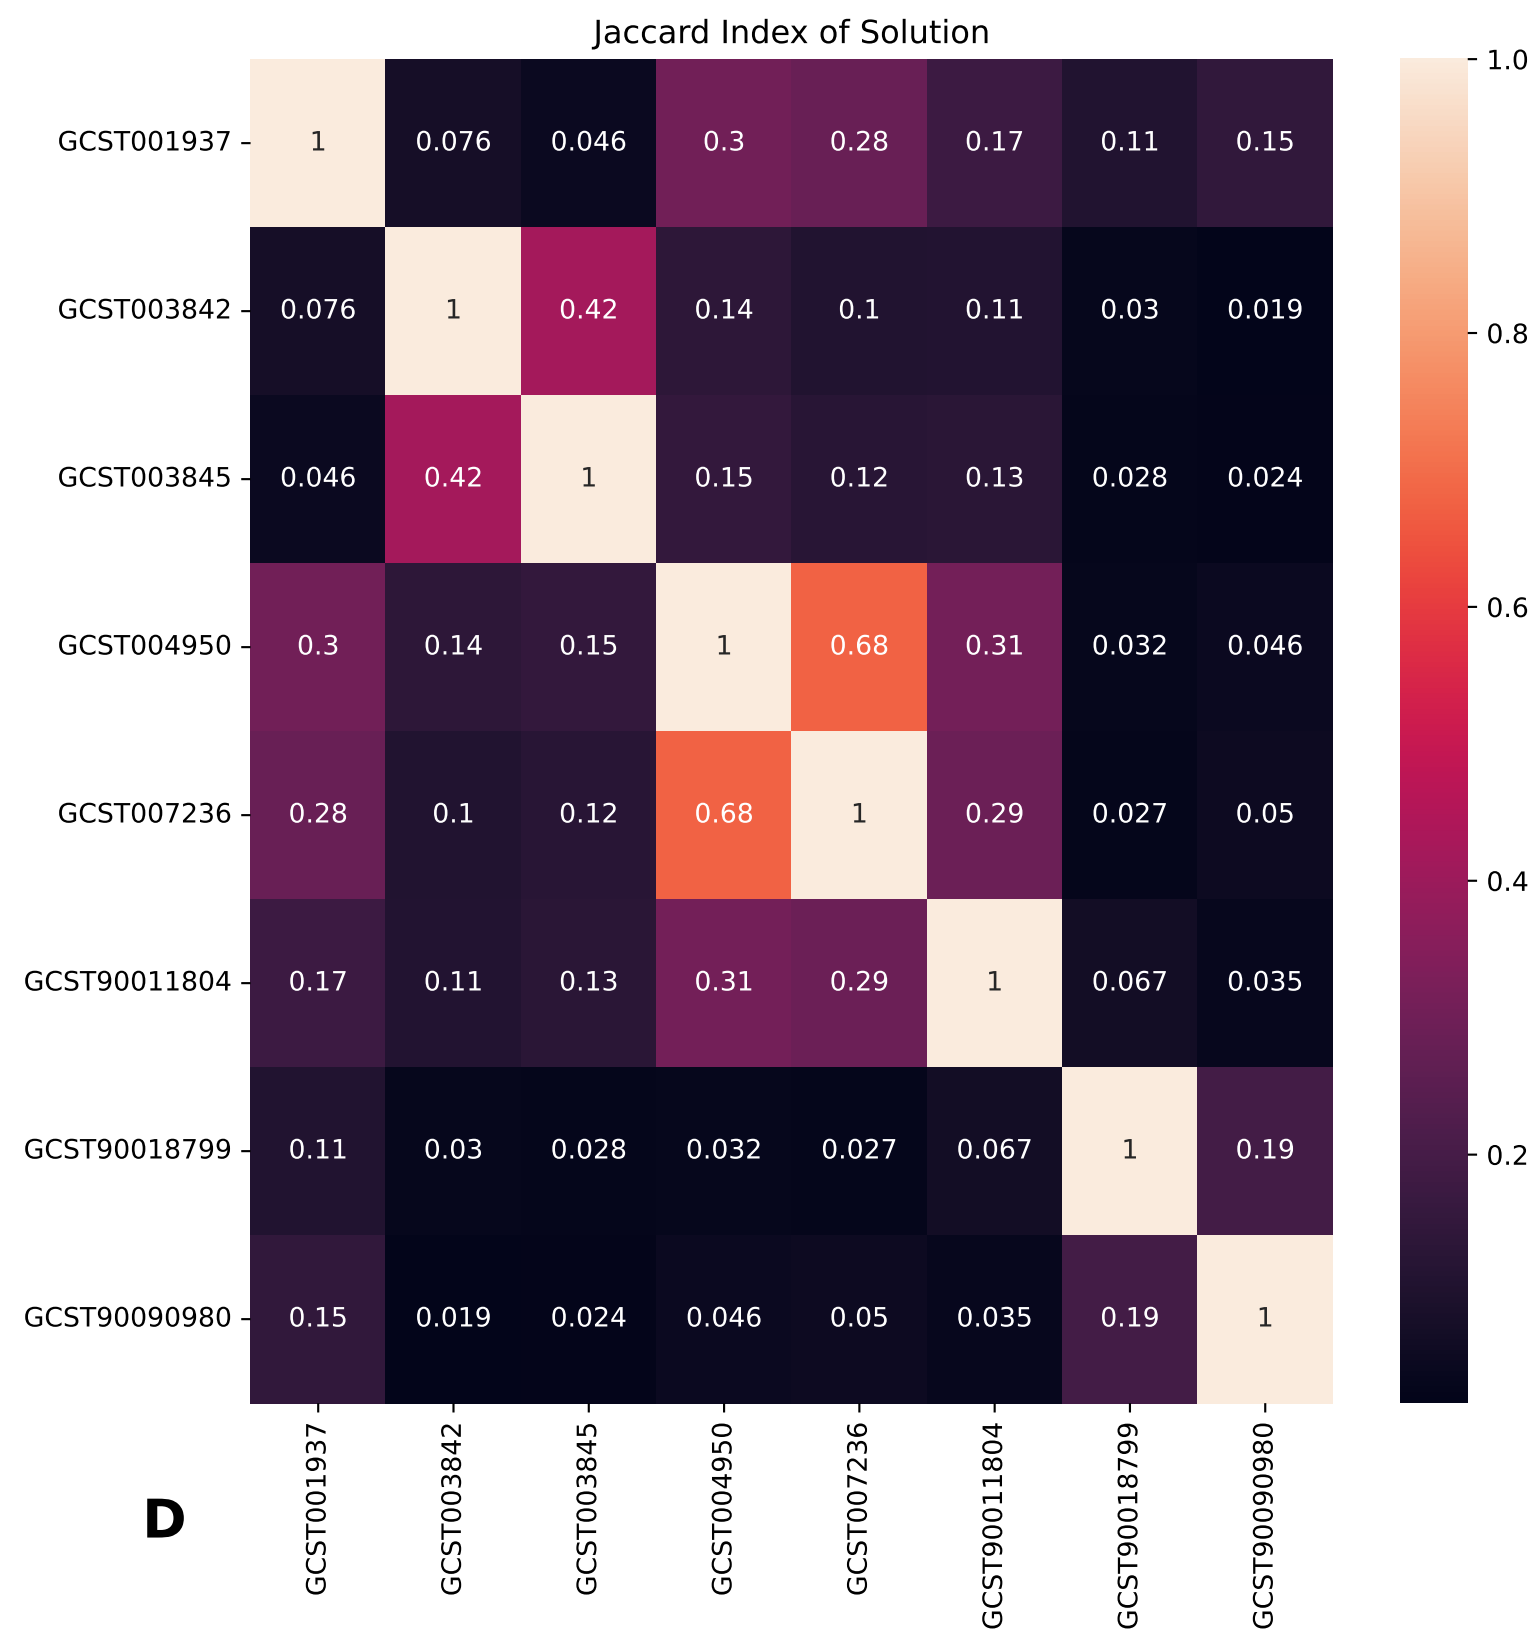 Jaccard Index of Solution
GCST001937 1 0.076 0.046 0.3 0.28 0.17 0.11 0.15
GCST003842 0.076 1 0.42 0.14 0.1 0.11 0.03 0.019
GCST003845 0.046 0.42 1 0.15 0.12 0.13 0.028 0.024
GCST004950 0.3 0.14 0.15 1 0.68 0.31 0.032 0.046
GCST007236 0.28 0.1 0.12 0.68 1 0.29 0.027 0.05
GCST90011804 0.17 0.11 0.13 0.31 0.29 1 0.067 0.035
GCST90018799 0.11 0.03 0.028 0.032 0.027 0.067 1 0.19
GCST90090980 0.15 0.019 0.024 0.046 0.05 0.035 0.19 1
GCST001937
GCST003842
GCST003845
GCST004950
GCST007236
GCST90011804
GCST90018799
GCST90090980
1.0
0.8
0.6
0.4
0.2
D